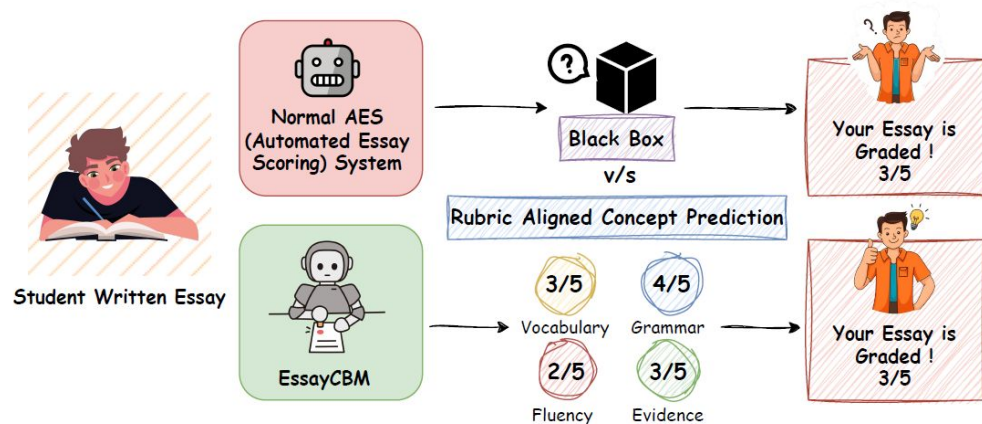 Student Written Essay
Normal AES
(Automated Essay
Scoring) System
?
Black Box
v/s
Rubric Aligned Concept Prediction
?
Your Essay is
Graded !
3/5
EssayCBM
3/5
Vocabulary
4/5
Grammar
2/5
Fluency
3/5
Evidence
Your Essay is
Graded !
3/5